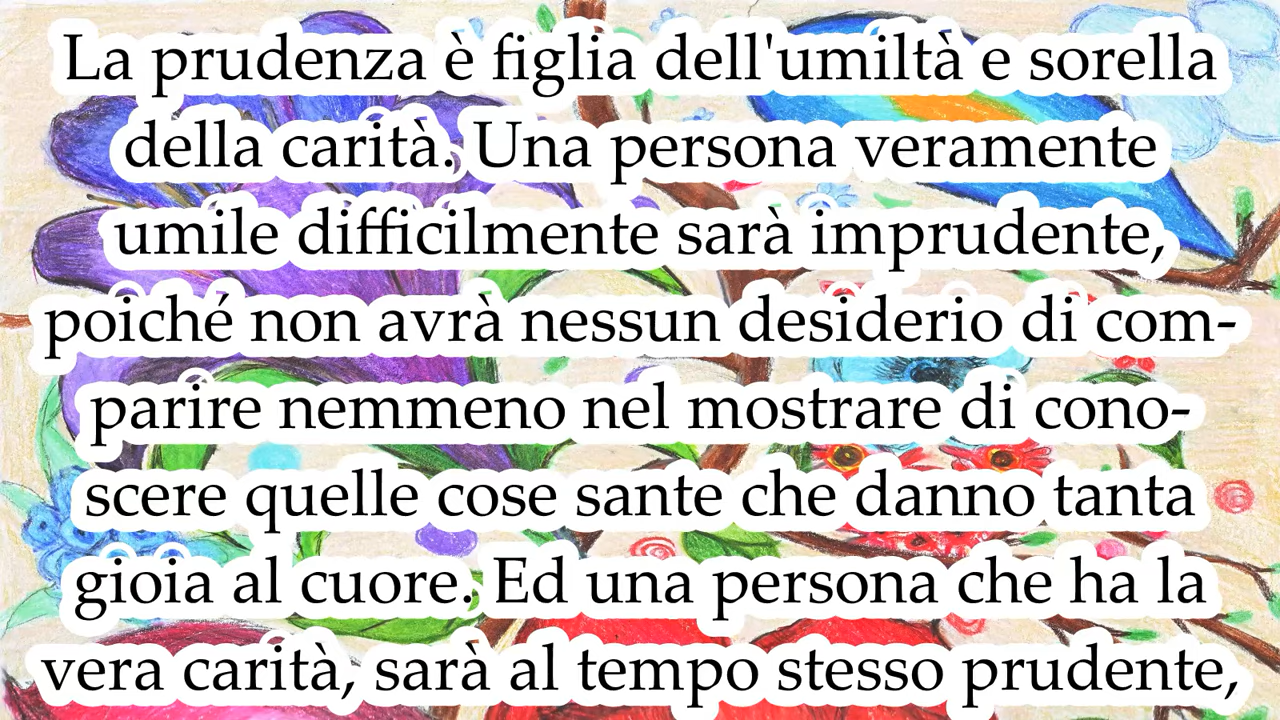 La prudenza è figlia dell'umiltà e sorella
della carità. Una persona veramente
umile difficilmente sarà imprudente,
poiché non avrà nessun desiderio di com-
parire nemmeno nel mostrare di cono-
scere quelle cose sante che danno tanta
gioia al cuore. Ed una persona che ha la
vera carità, sarà al tempo stesso prudente,